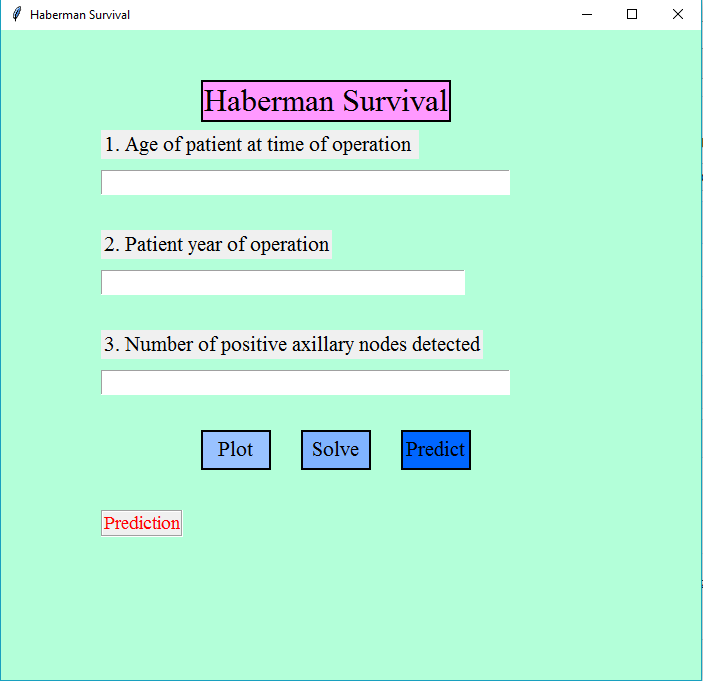 Haberman Survival
Haberman Survival
1. Age of patient at time of operation
2. Patient year of operation
3. Number of positive axillary nodes detected
Plot Solve Predict
Prediction